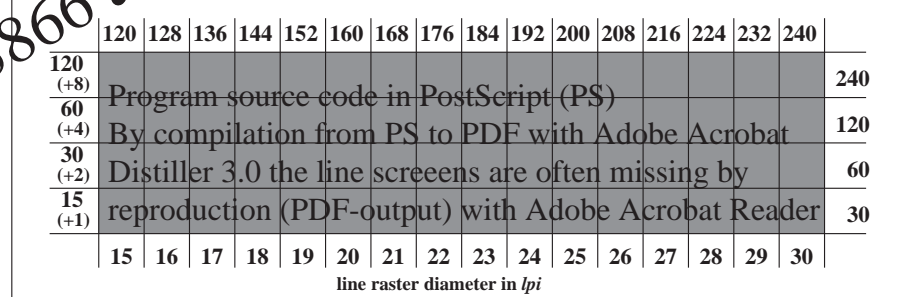 8866
120 128 136 144 152 160 168 176 184 192 200 208 216 224 232 240
120
(+8)
240
Program source code in PostScript (PS)
60
(+4)
120
By compilation from PS to PDF with Adobe Acrobat
30
(+2)
60
Distiller 3.0 the line screeens are often missing by
15
(+1)
30
reproduction (PDF-output) with Adobe Acrobat Reader
15 16 17 18 19 20 21 22 23 24 25 26 27 28 29 30
line raster diameter in lpi